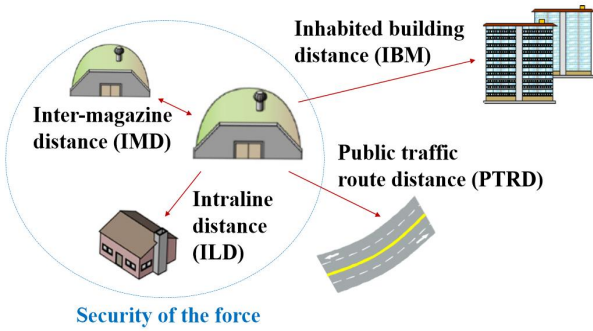 Inhabited building
distance (IBM)
Inter-magazine
distance (IMD)
Public traffic
route distance (PTRD)
Intraline
distance
(ILD)
Security of the force